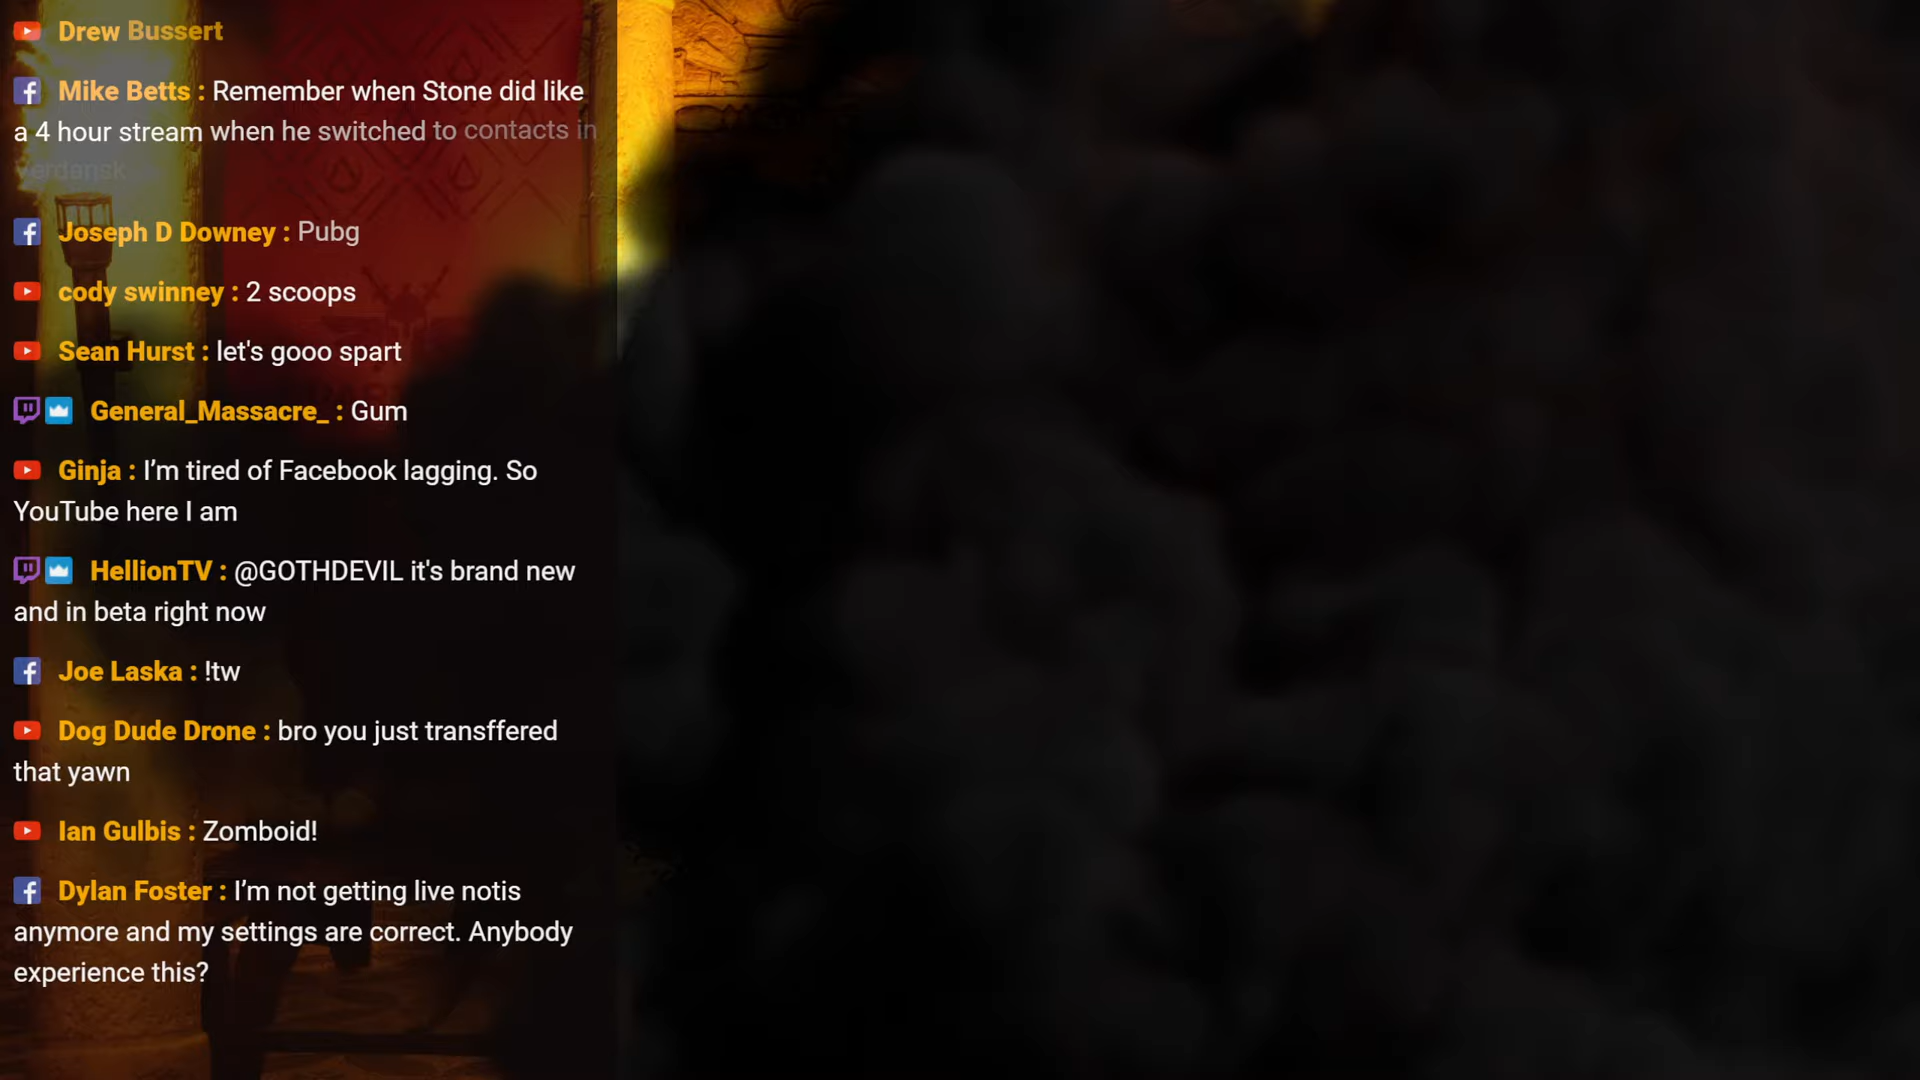 Drew Bussert
Mike Betts : Remember when Stone did like
a 4 hour stream when he switched to contacts in
verdansk
Joseph D Downey : Pubg
cody swinney : 2 scoops
Sean Hurst : let's gooo spart
General_Massacre_ : Gum
Ginja : I’m tired of Facebook lagging. So
YouTube here I am
HellionTV : @GOTHDEVIL it's brand new
and in beta right now
Joe Laska : !tw
Dog Dude Drone : bro you just transffered
that yawn
Ian Gulbis : Zomboid!
Dylan Foster : I’m not getting live notis
anymore and my settings are correct. Anybody
experience this?